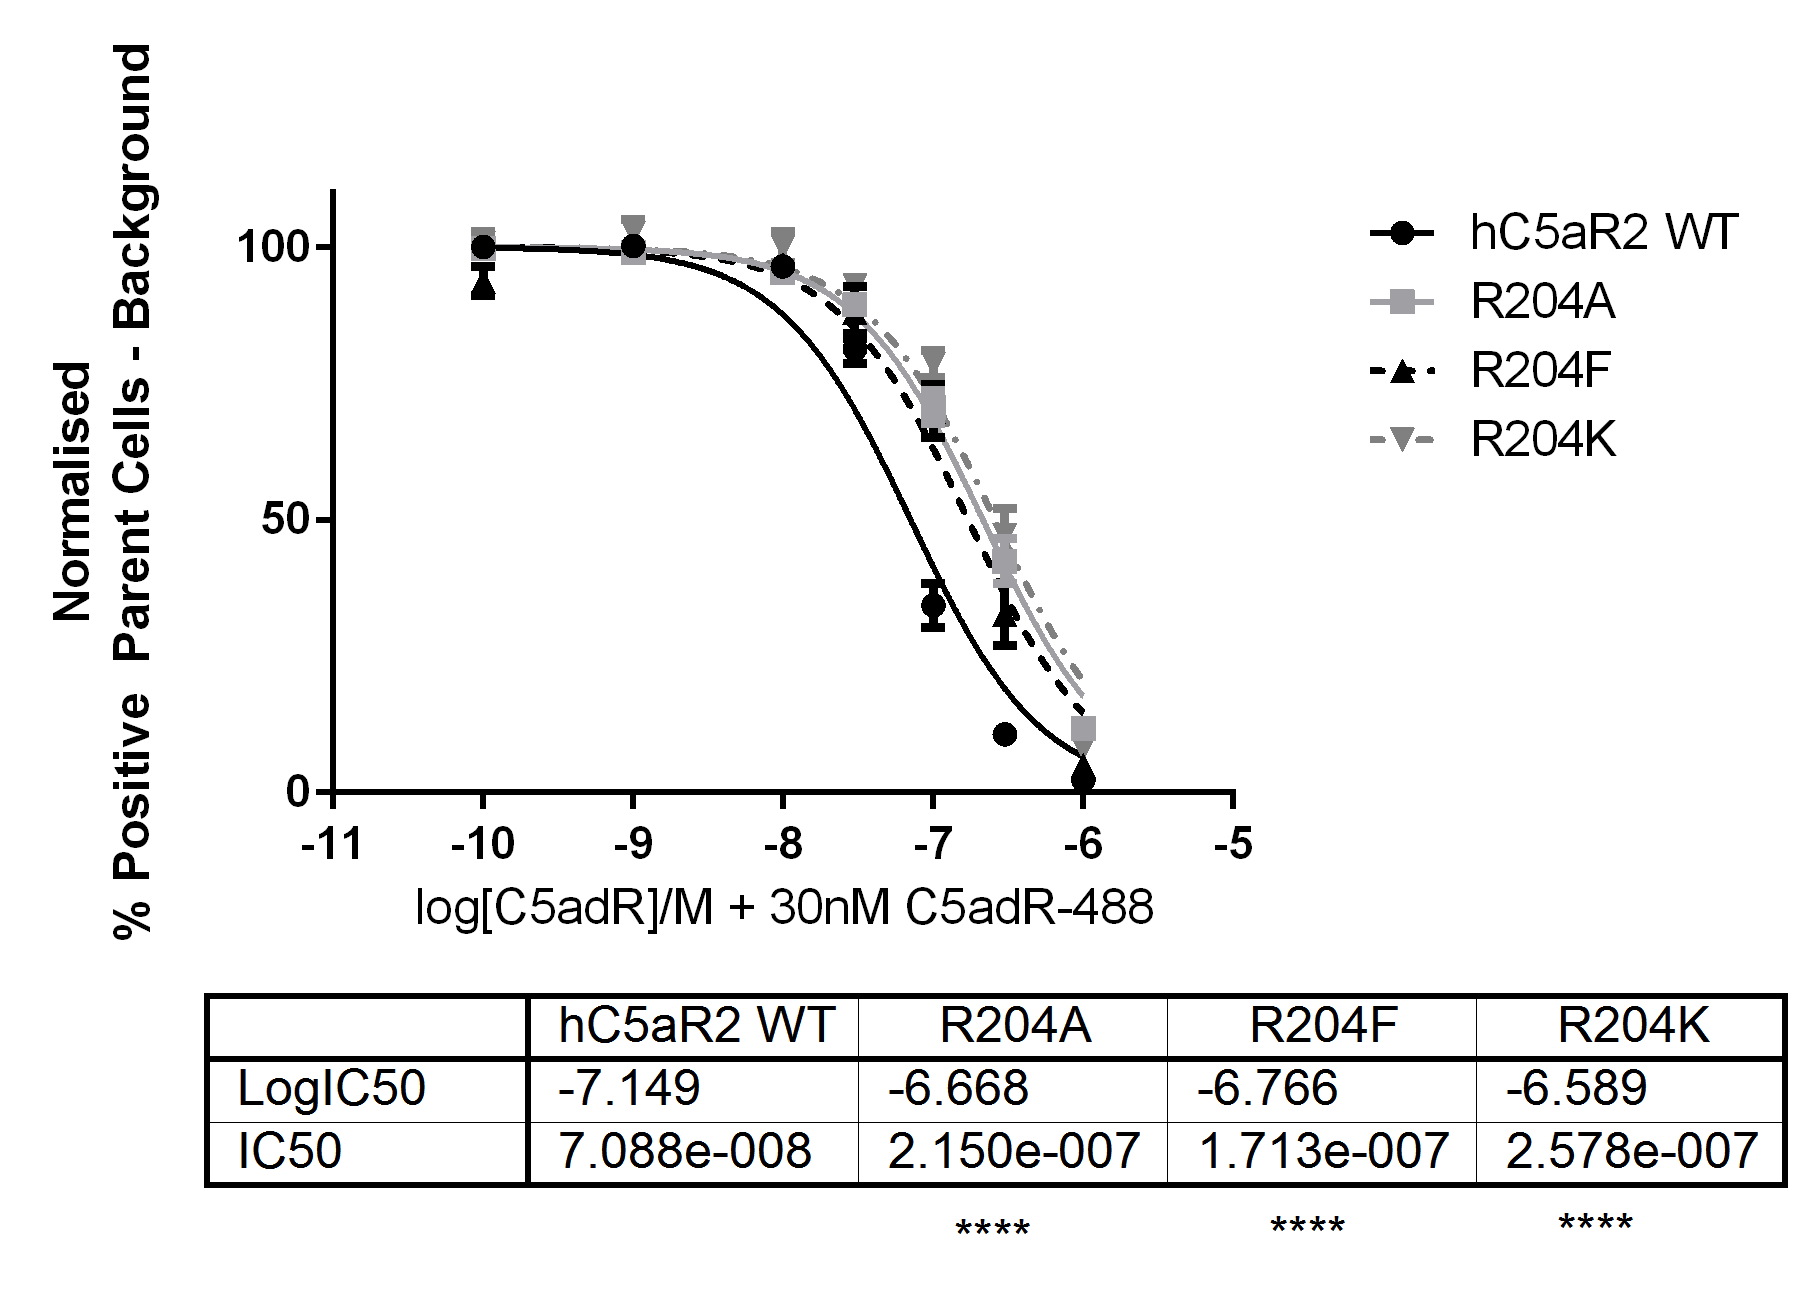 Normalised
% Positive Parent Cells - Background
100
50
0
-11 -10 -9 -8 -7 -6 -5
log[C5adR]/M + 30nM C5adR-488
hC5aR2 WT
R204A
R204F
R204K
hC5aR2 WT R204A R204F R204K
LogIC50 -7.149 -6.668 -6.766 -6.589
IC50 7.088e-008 2.150e-007 1.713e-007 2.578e-007
**** **** ****